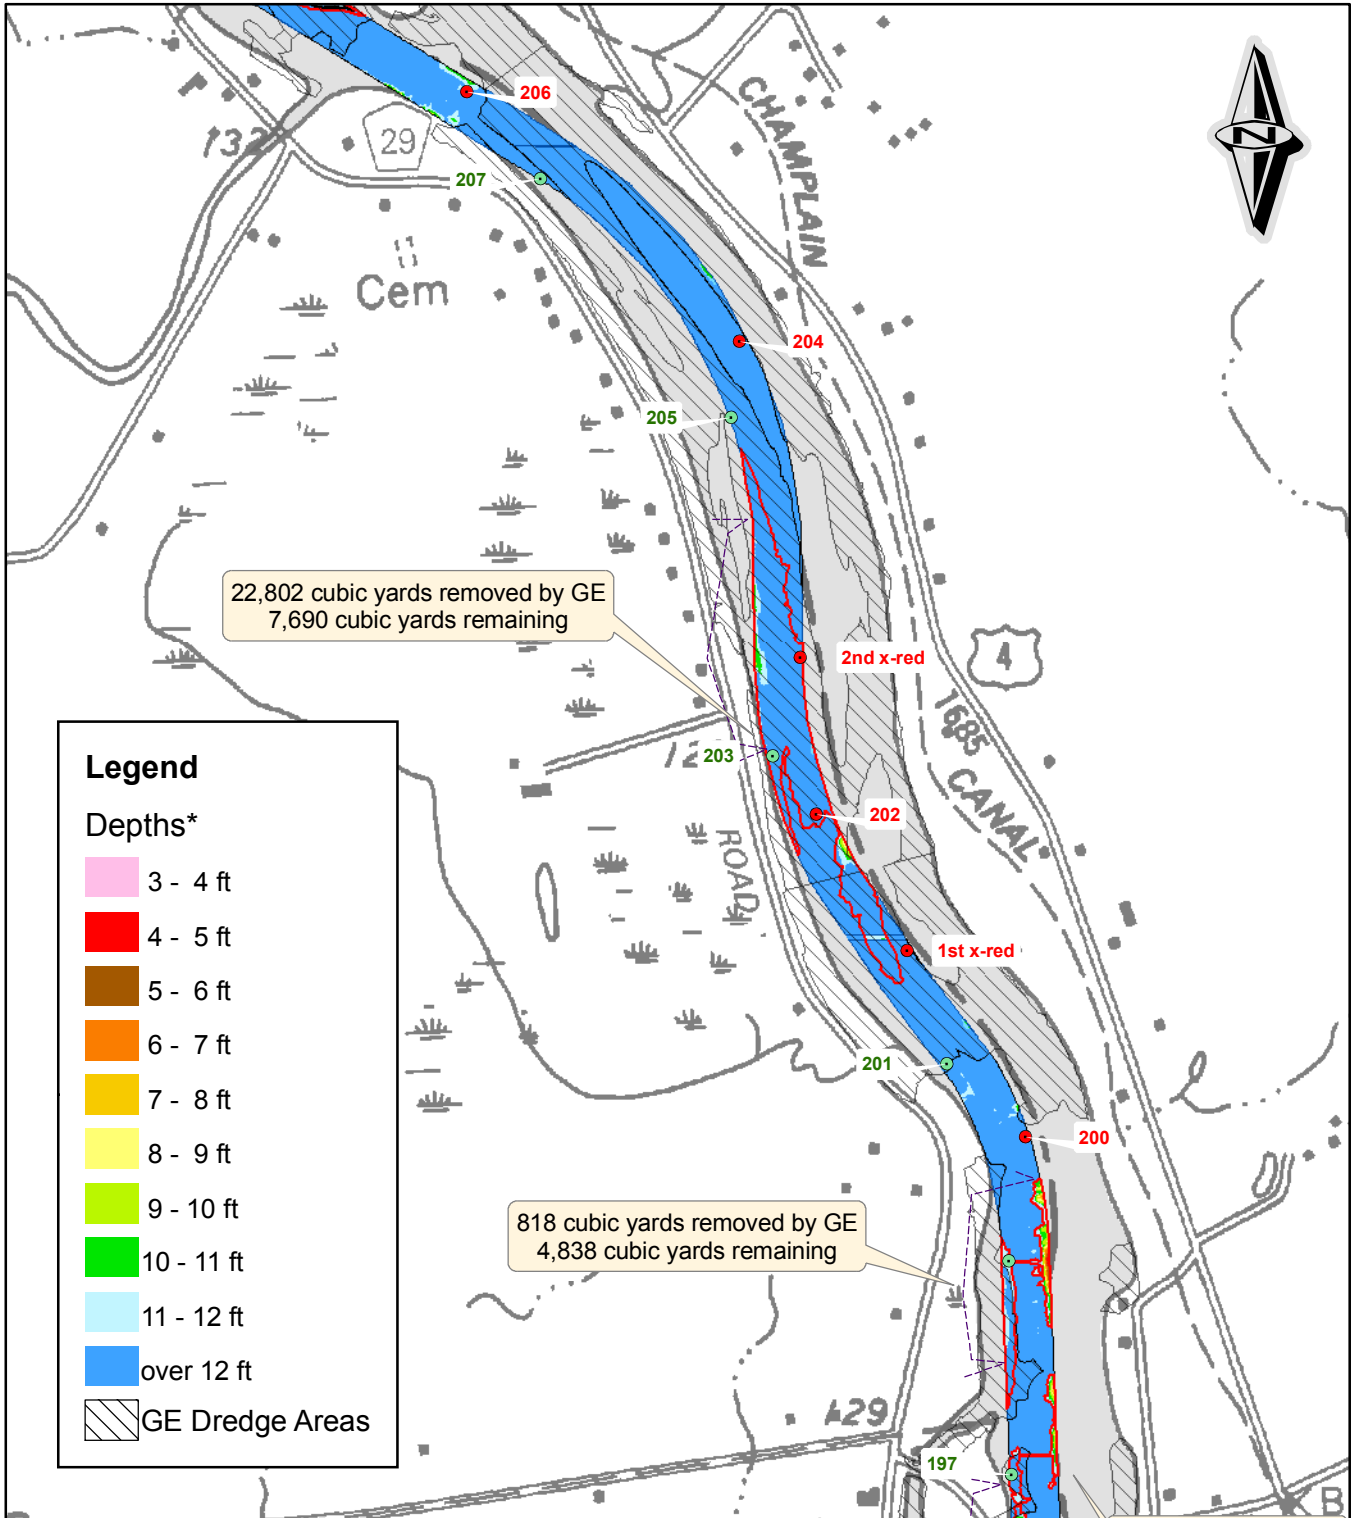 206
CHAMPLAIN
N
133
29
207
Cem
204
205
22,802 cubic yards removed by GE
7,690 cubic yards remaining
2nd x-red
4
1685 CANAL
203
202
ROAD
Legend
Depths*
3 - 4 ft
4 - 5 ft
5 - 6 ft
6 - 7 ft
7 - 8 ft
8 - 9 ft
9 - 10 ft
10 - 11 ft
11 - 12 ft
over 12 ft
GE Dredge Areas
1st x-red
201
200
818 cubic yards removed by GE
4,838 cubic yards remaining
129
197
B